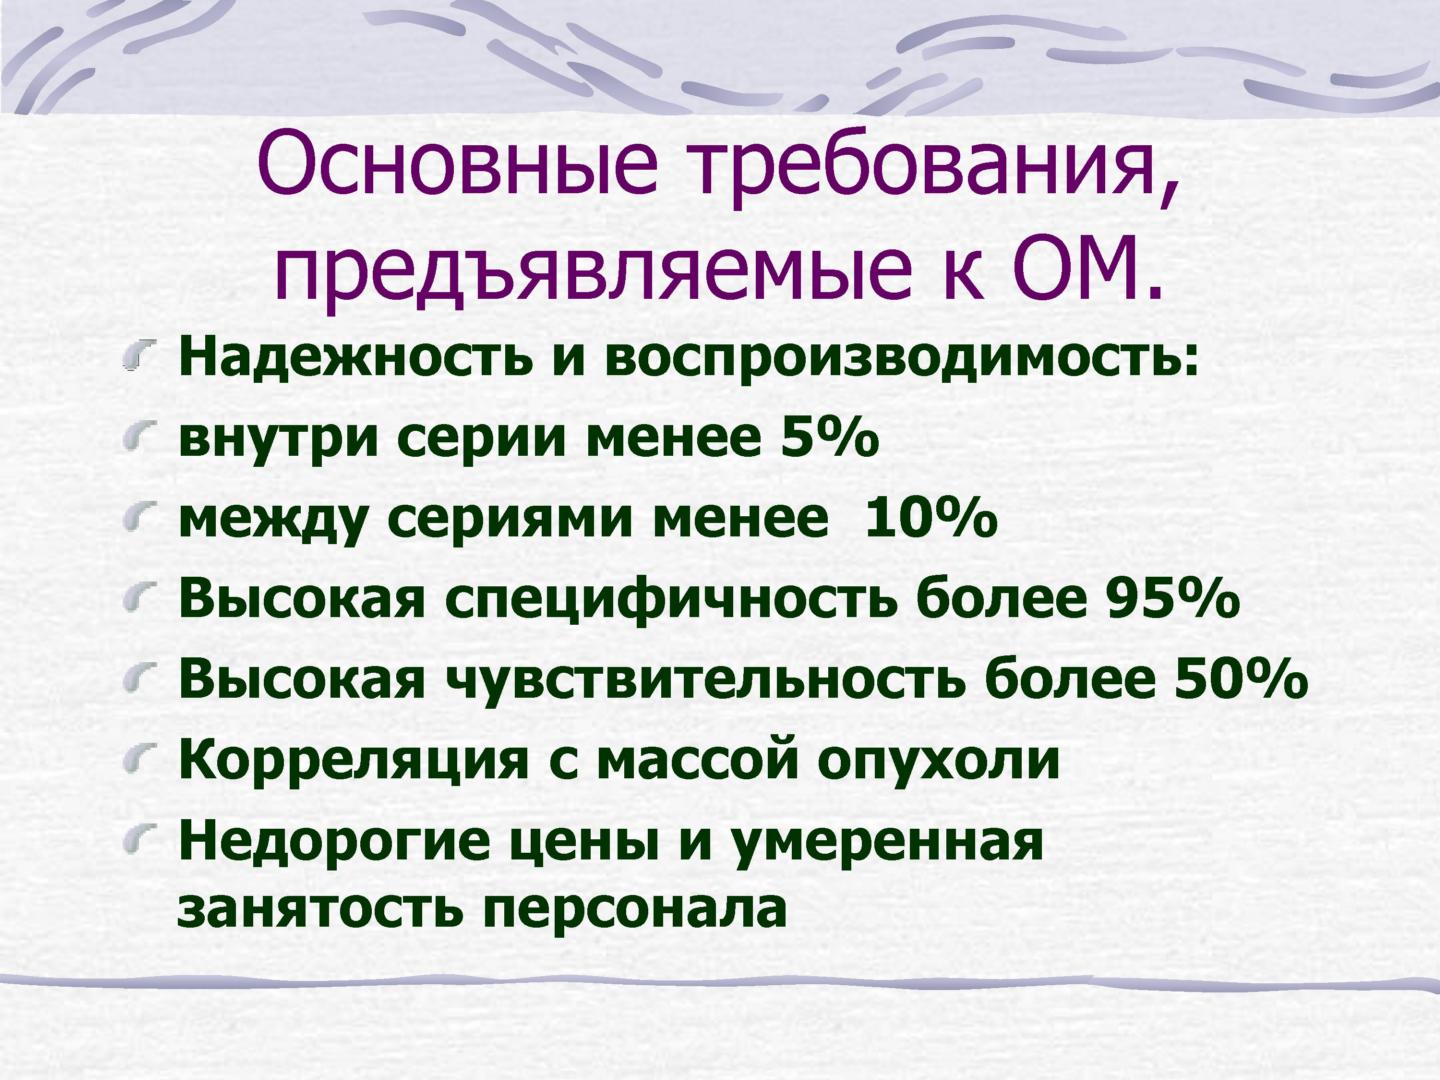 Основные требования,
предъявляемые к ОМ.
Надежность и воспроизводимость:
внутри серии менее 5%
между сериями менее 10%
Высокая специфичность более 95%
Высокая чувствительность более 50%
Корреляция с массой опухоли
Недорогие цены и умеренная
занятость персонала